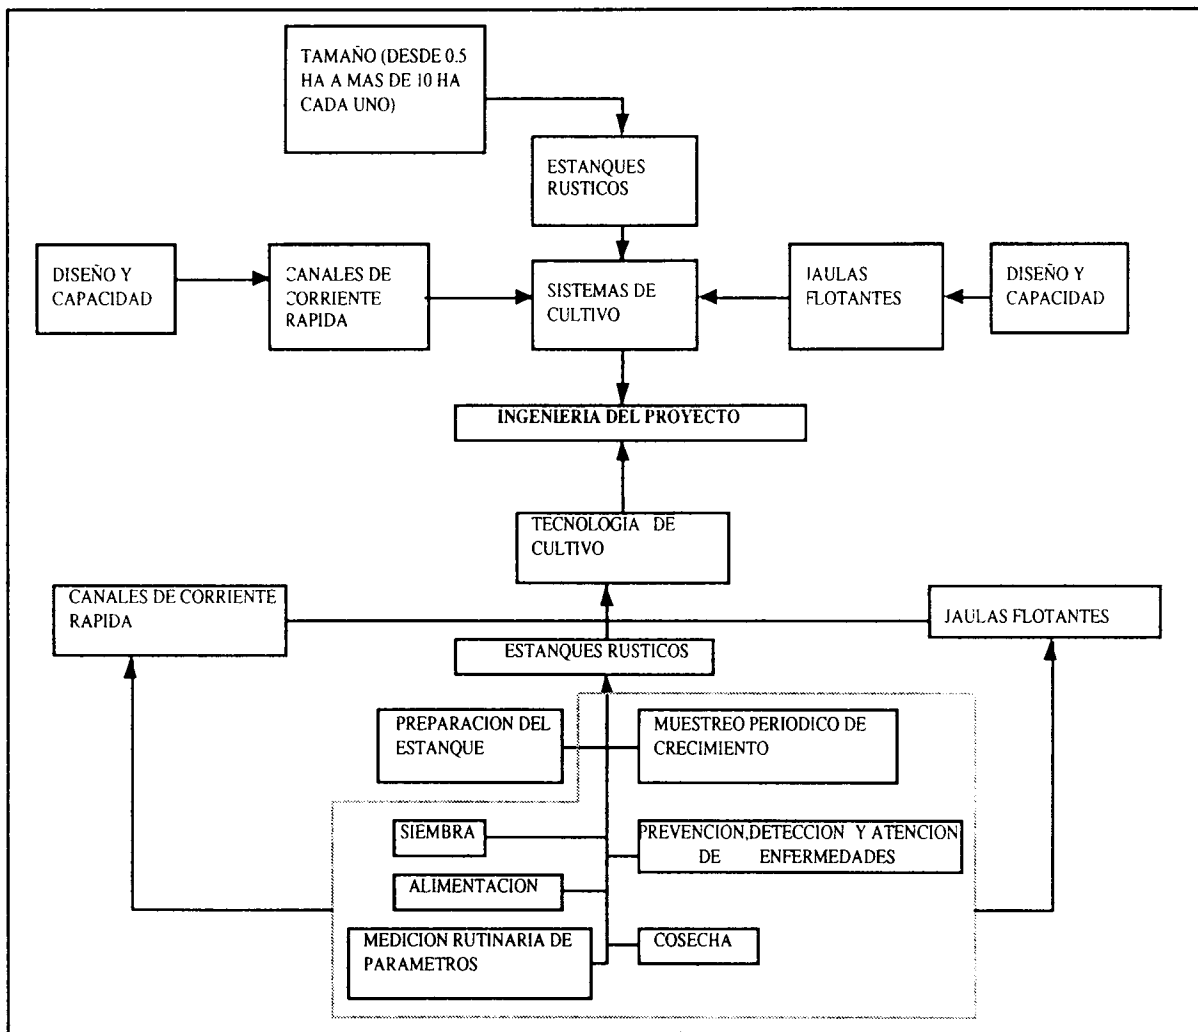 TAMAÑO (DESDE 0.5
HA A MAS DE 10 HA
CADA UNO)
ESTANQUES
RUSTICOS
DISEÑO Y
CAPACIDAD
CANALES DE
CORRIENTE
RAPIDA
SISTEMAS DE
CULTIVO
JAULAS
FLOTANTES
DISEÑO Y
CAPACIDAD
INGENIERIA DEL PROYECTO
TECNOLOGIA DE
CULTIVO
CANALES DE CORRIENTE
RAPIDA
JAULAS FLOTANTES
ESTANQUES RUSTICOS
PREPARACION DEL
ESTANQUE
MUESTREO PERIODICO DE
CRECIMIENTO
SIEMBRA
PREVENCION,DETECCION Y ATENCION
DE ENFERMEDADES
ALIMENTACION
MEDICION RUTINARIA DE
PARAMETROS
COSECHA